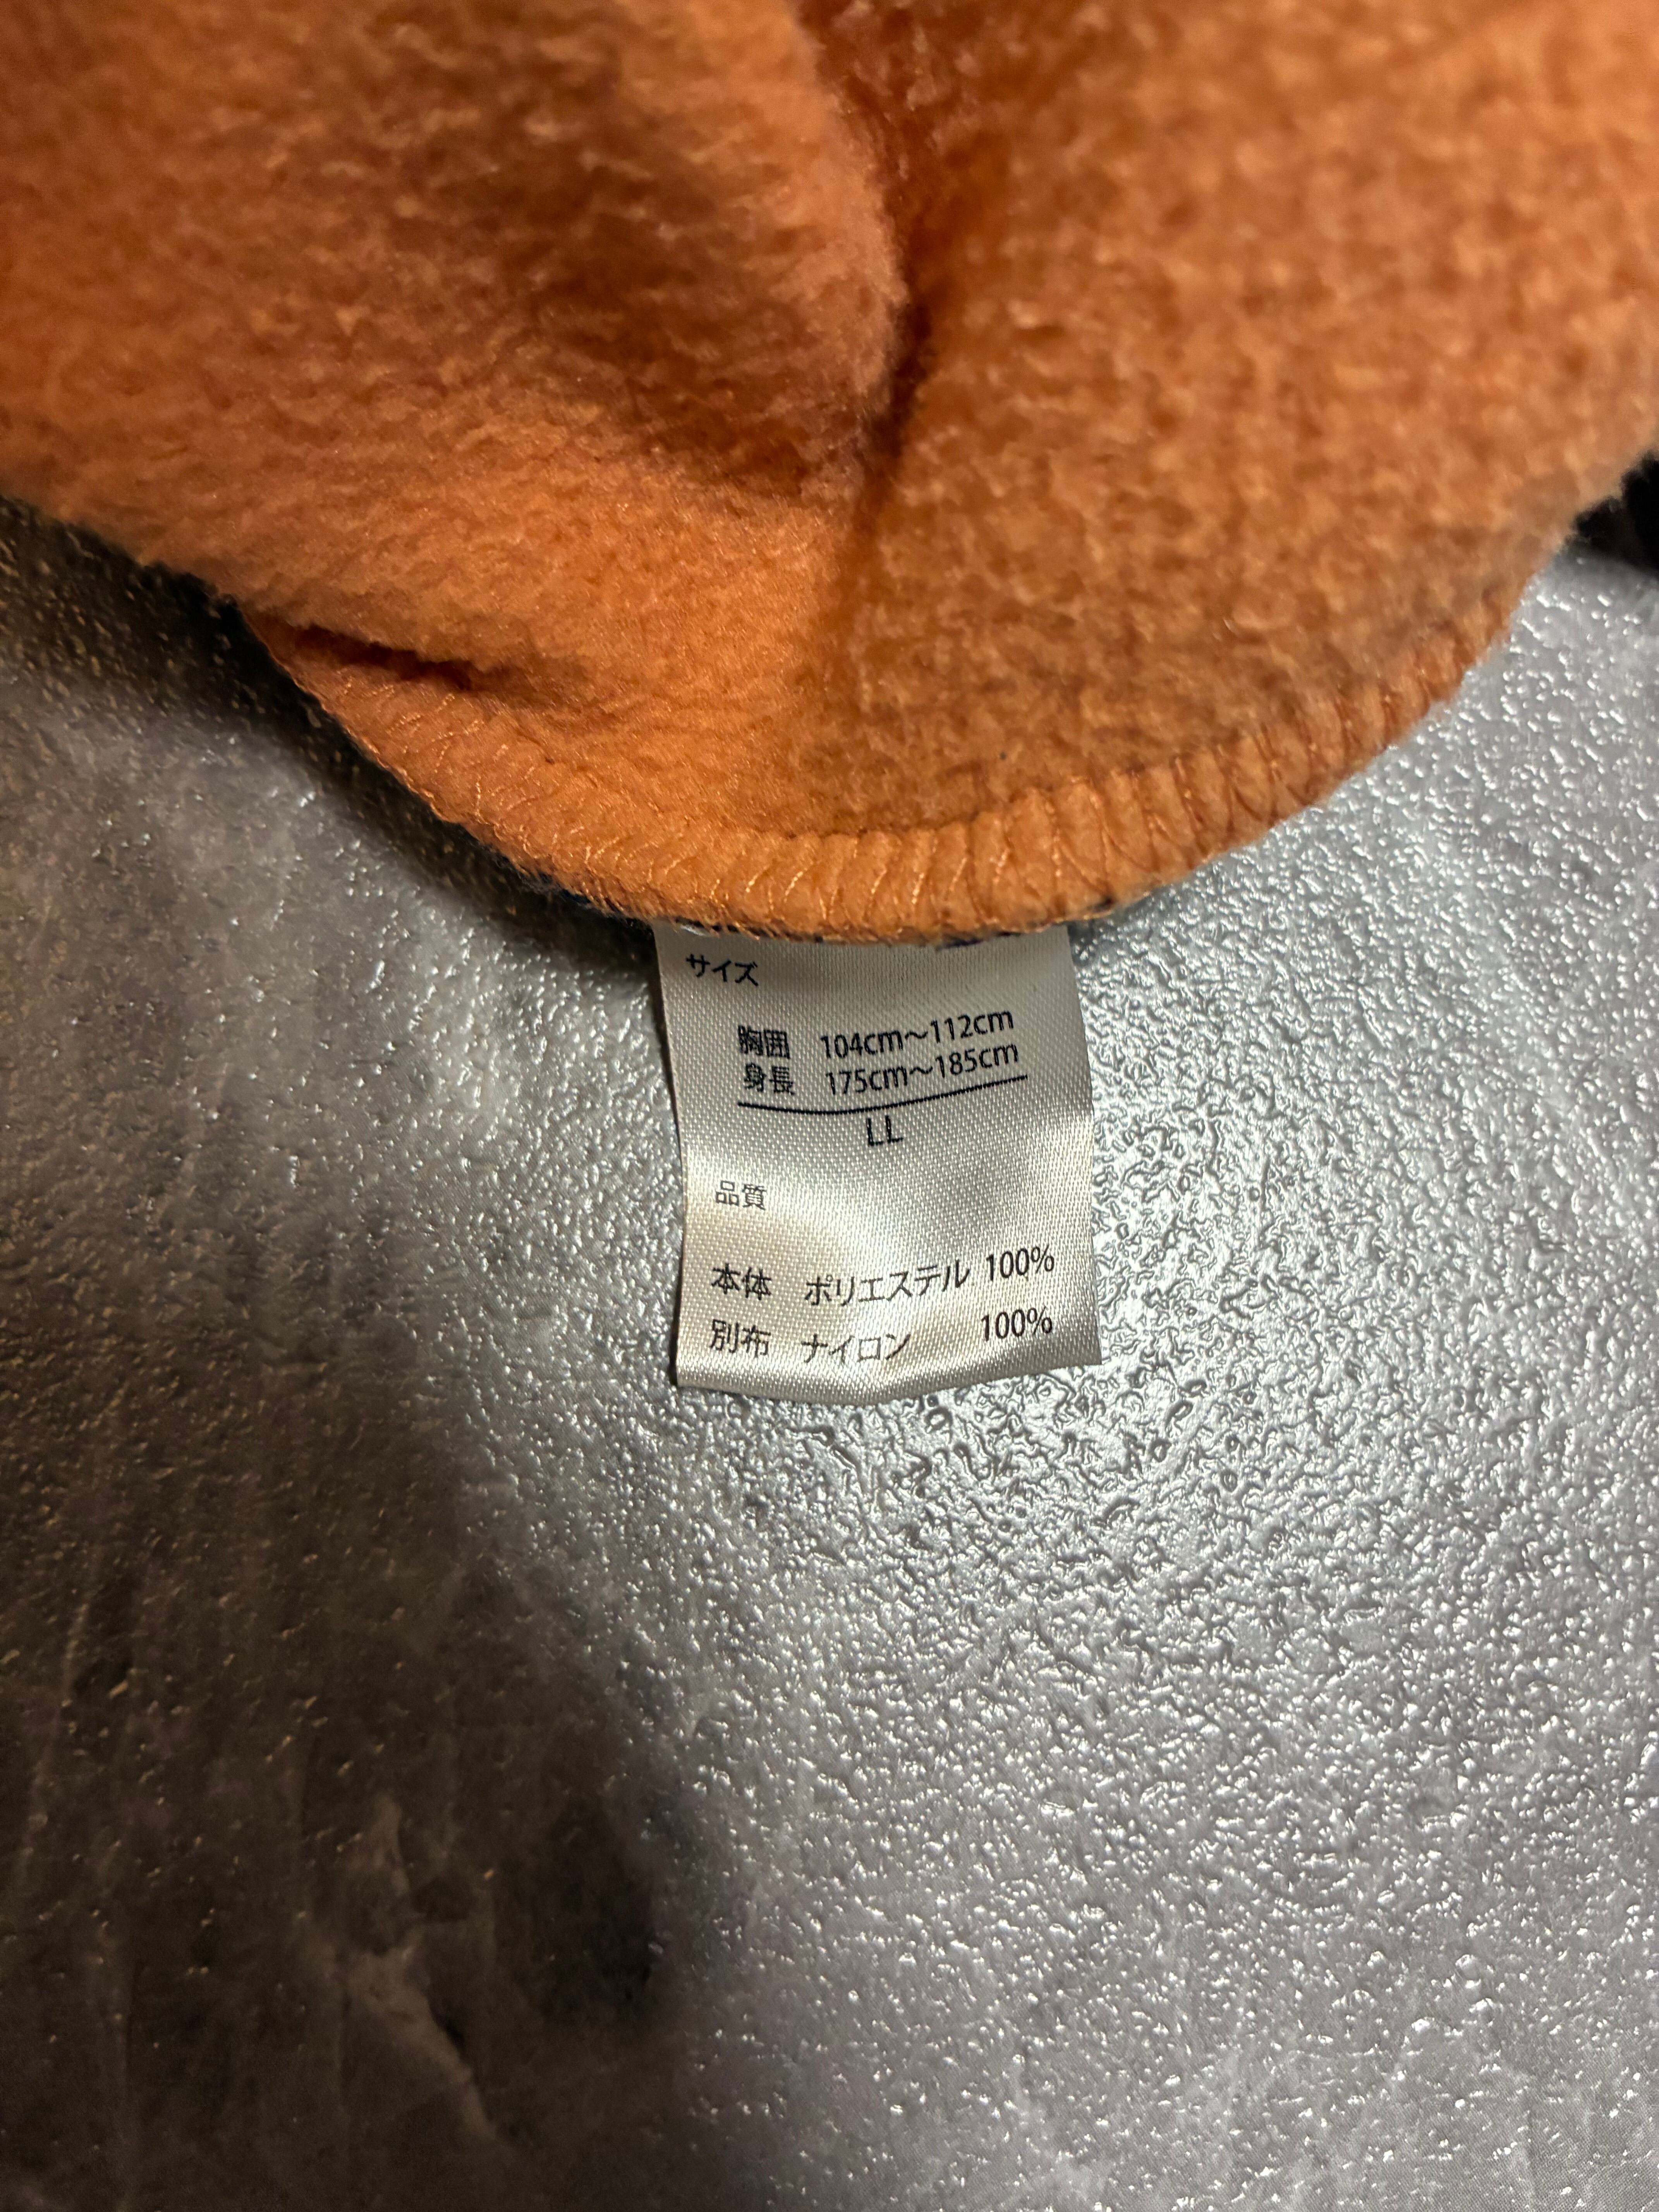 サイズ
胸囲 104cm～112cm
身長 175cm～185cm
LL
品質
本体 ポリエステル 100%
別布 ナイロン 100%